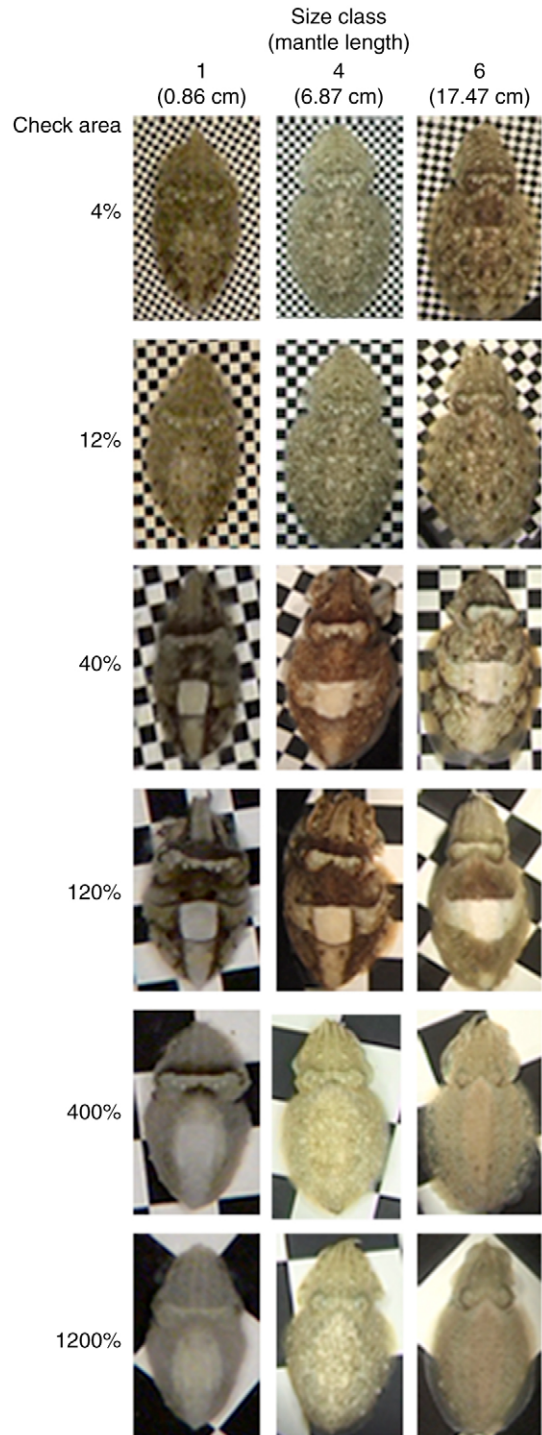 Size class
(mantle length)
1 4 6
(0.86 cm) (6.87 cm) (17.47 cm)
Check area
4%
12%
40%
120%
400%
1200%